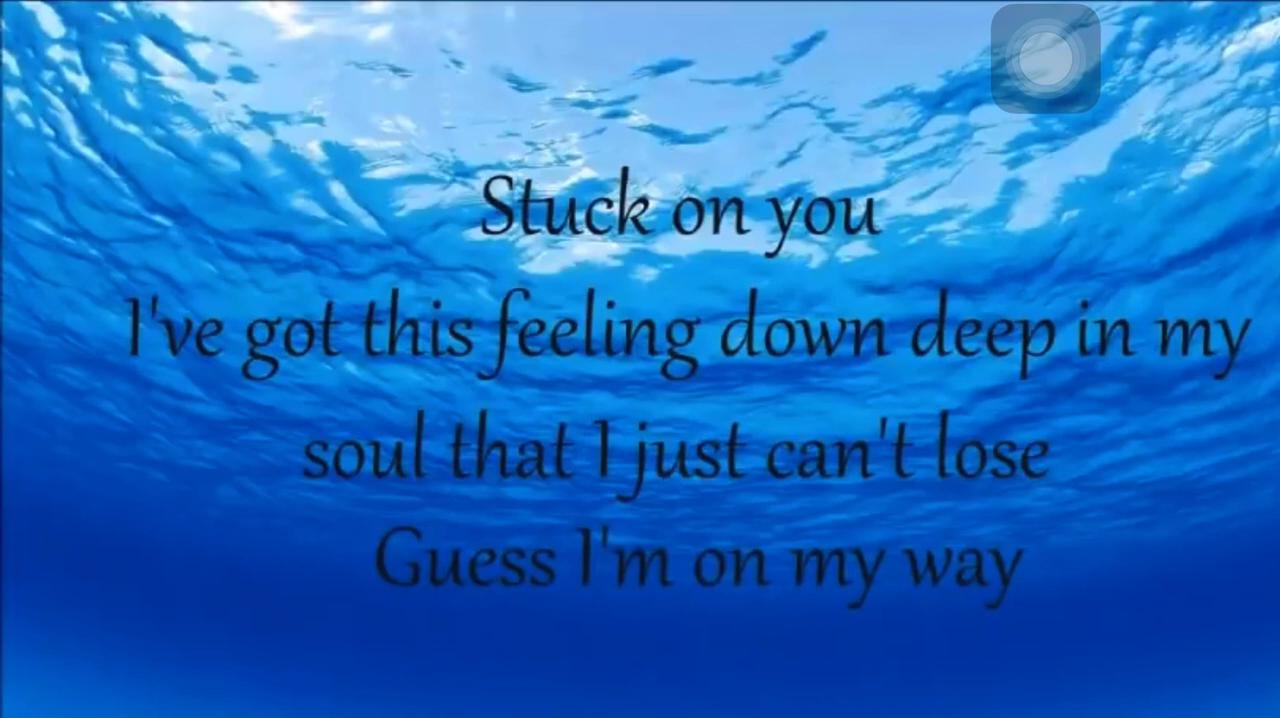 Stuck on you
I've got this feeling down deep in my
soul that I just can't lose
Guess I'm on my way